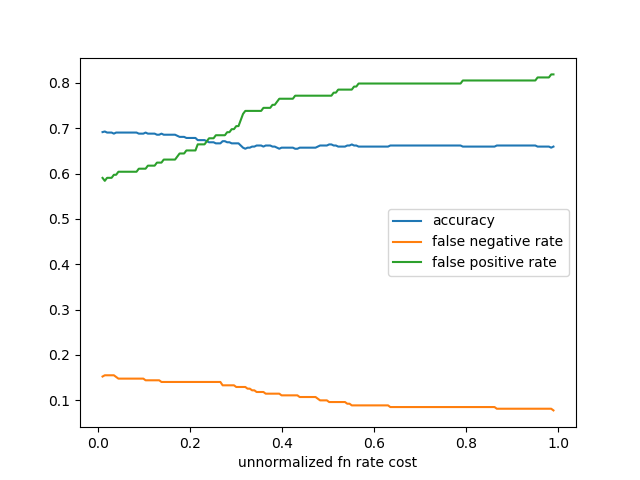 0.8
0.7
0.6
0.5
0.4
0.3
0.2
0.1
accuracy
false negative rate
false positive rate
0.0 0.2 0.4 0.6 0.8 1.0
unnormalized fn rate cost